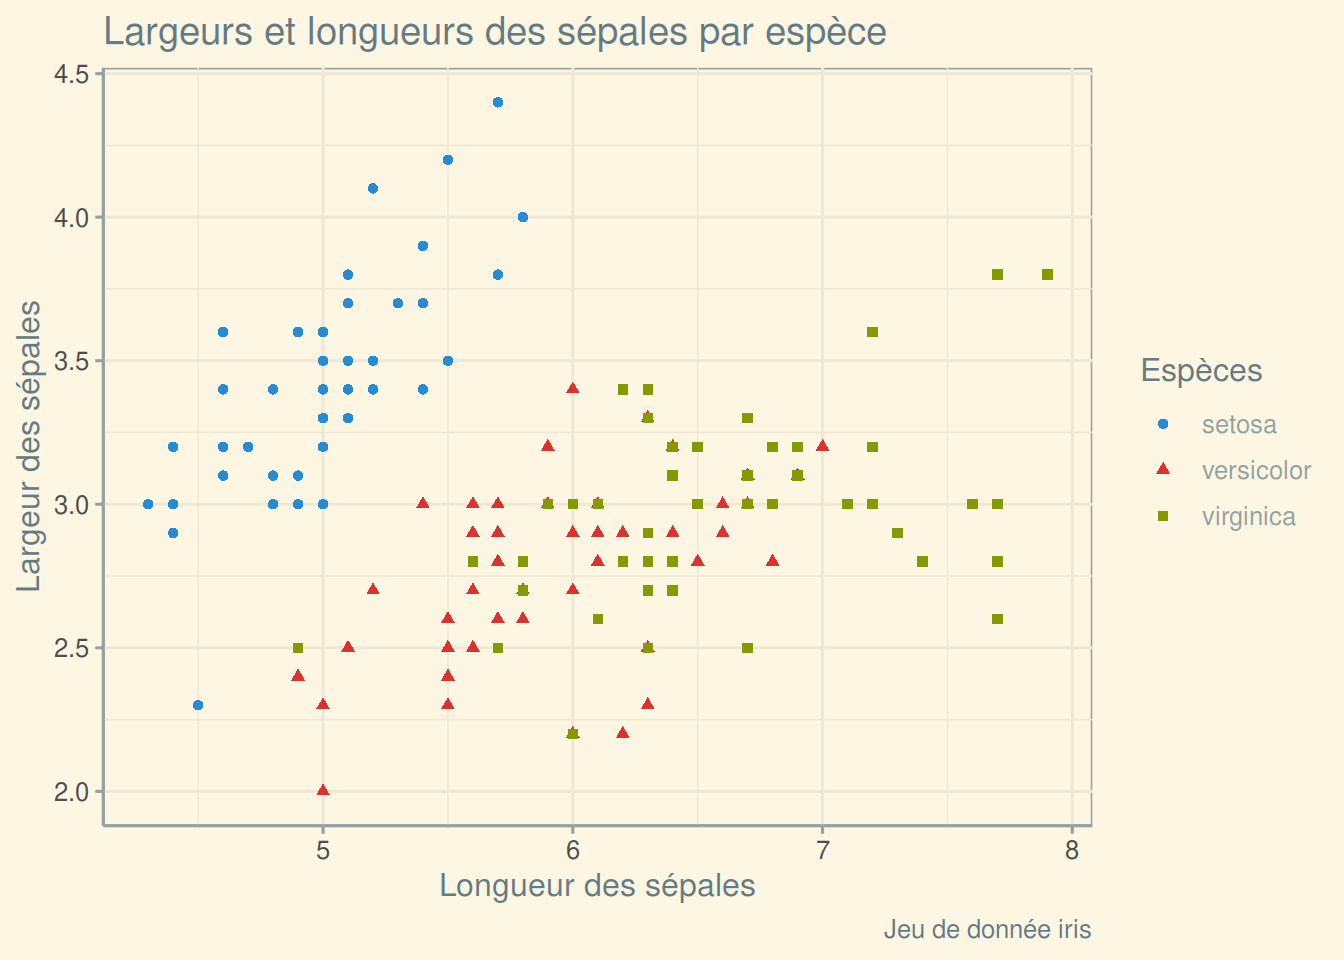 Largeurs et longueurs des sépales par espèce
4.5
4.0
3.5
3.0
2.5
2.0
Largeur des sépales
5 6 7 8
Longueur des sépales
Espèces
setosa
versicolor
virginica
Jeu de donnée iris